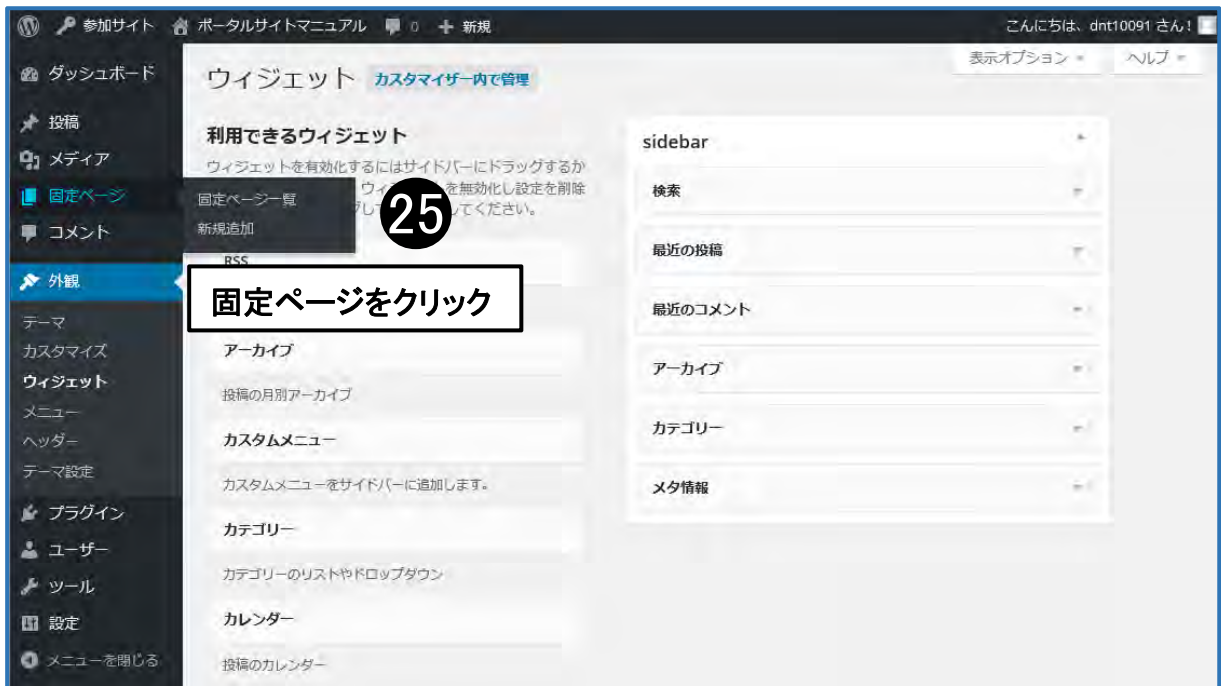 参加サイト ポータルサイトマニュアル 0 新規 こんにちは、dnt10091 さん!
表示オプション ヘルプ
ダッシュボード
投稿
メディア
固定ページ
コメント
外観
テーマ
カスタマイズ
ウィジェット
メニュー
ヘッダー
テーマ設定
プラグイン
ユーザー
ツール
設定
メニューを閉じる
固定ページ一覧
新規追加
25
固定ページをクリック
ウィジェット カスタマイザー内で管理
利用できるウィジェット
ウィジェットを有効化するにはサイドバーにドラッグするか
を無効化し設定を削除
してください。
RSS
アーカイブ
投稿の月別アーカイブ
カスタムメニュー
カスタムメニューをサイドバーに追加します。
カテゴリー
カテゴリーのリストやドロップダウン
カレンダー
投稿のカレンダー
sidebar
検索
最近の投稿
最近のコメント
アーカイブ
カテゴリー
メタ情報